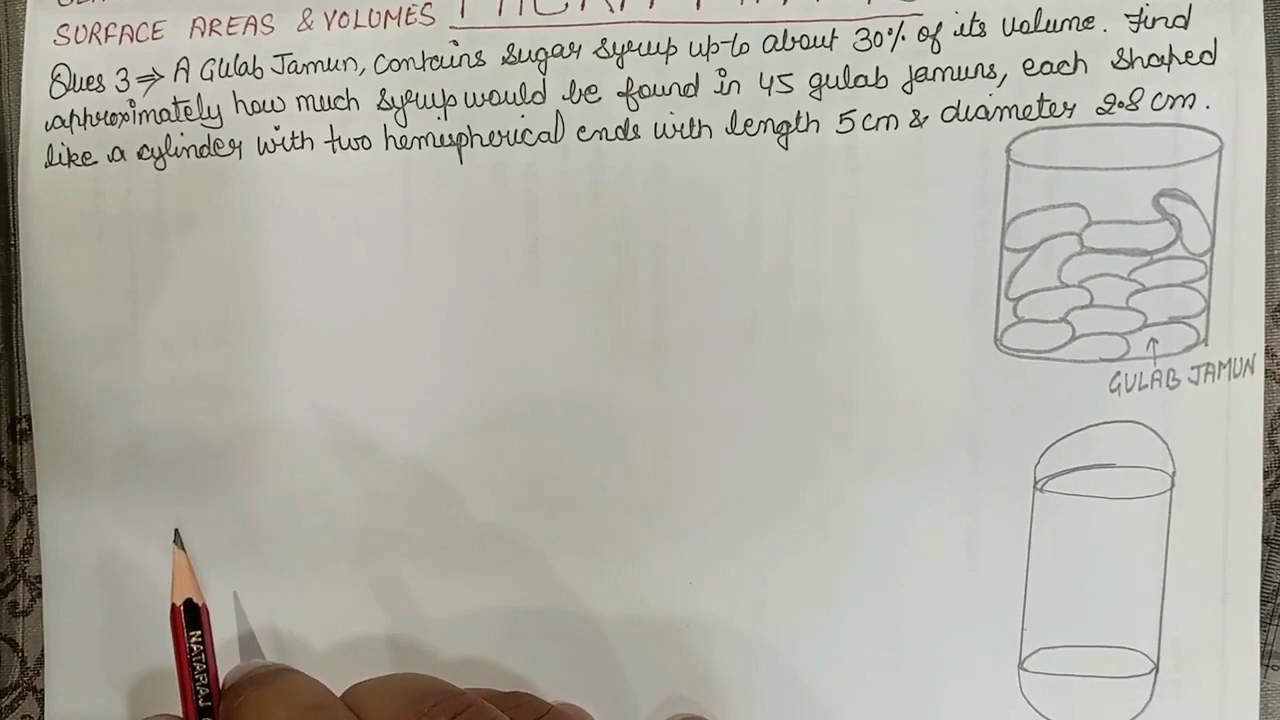 SURFACE AREAS & VOLUMES
Ques 3 ⇒ A Gulab Jamun, contains sugar syrup up-to about 30% of its volume. Find
approximately how much syrup would be found in 45 gulab jamuns, each shaped
like a cylinder with two hemispherical ends with length 5 cm & diameter 2.8 cm.
GULAB JAMUN
NATARAJ